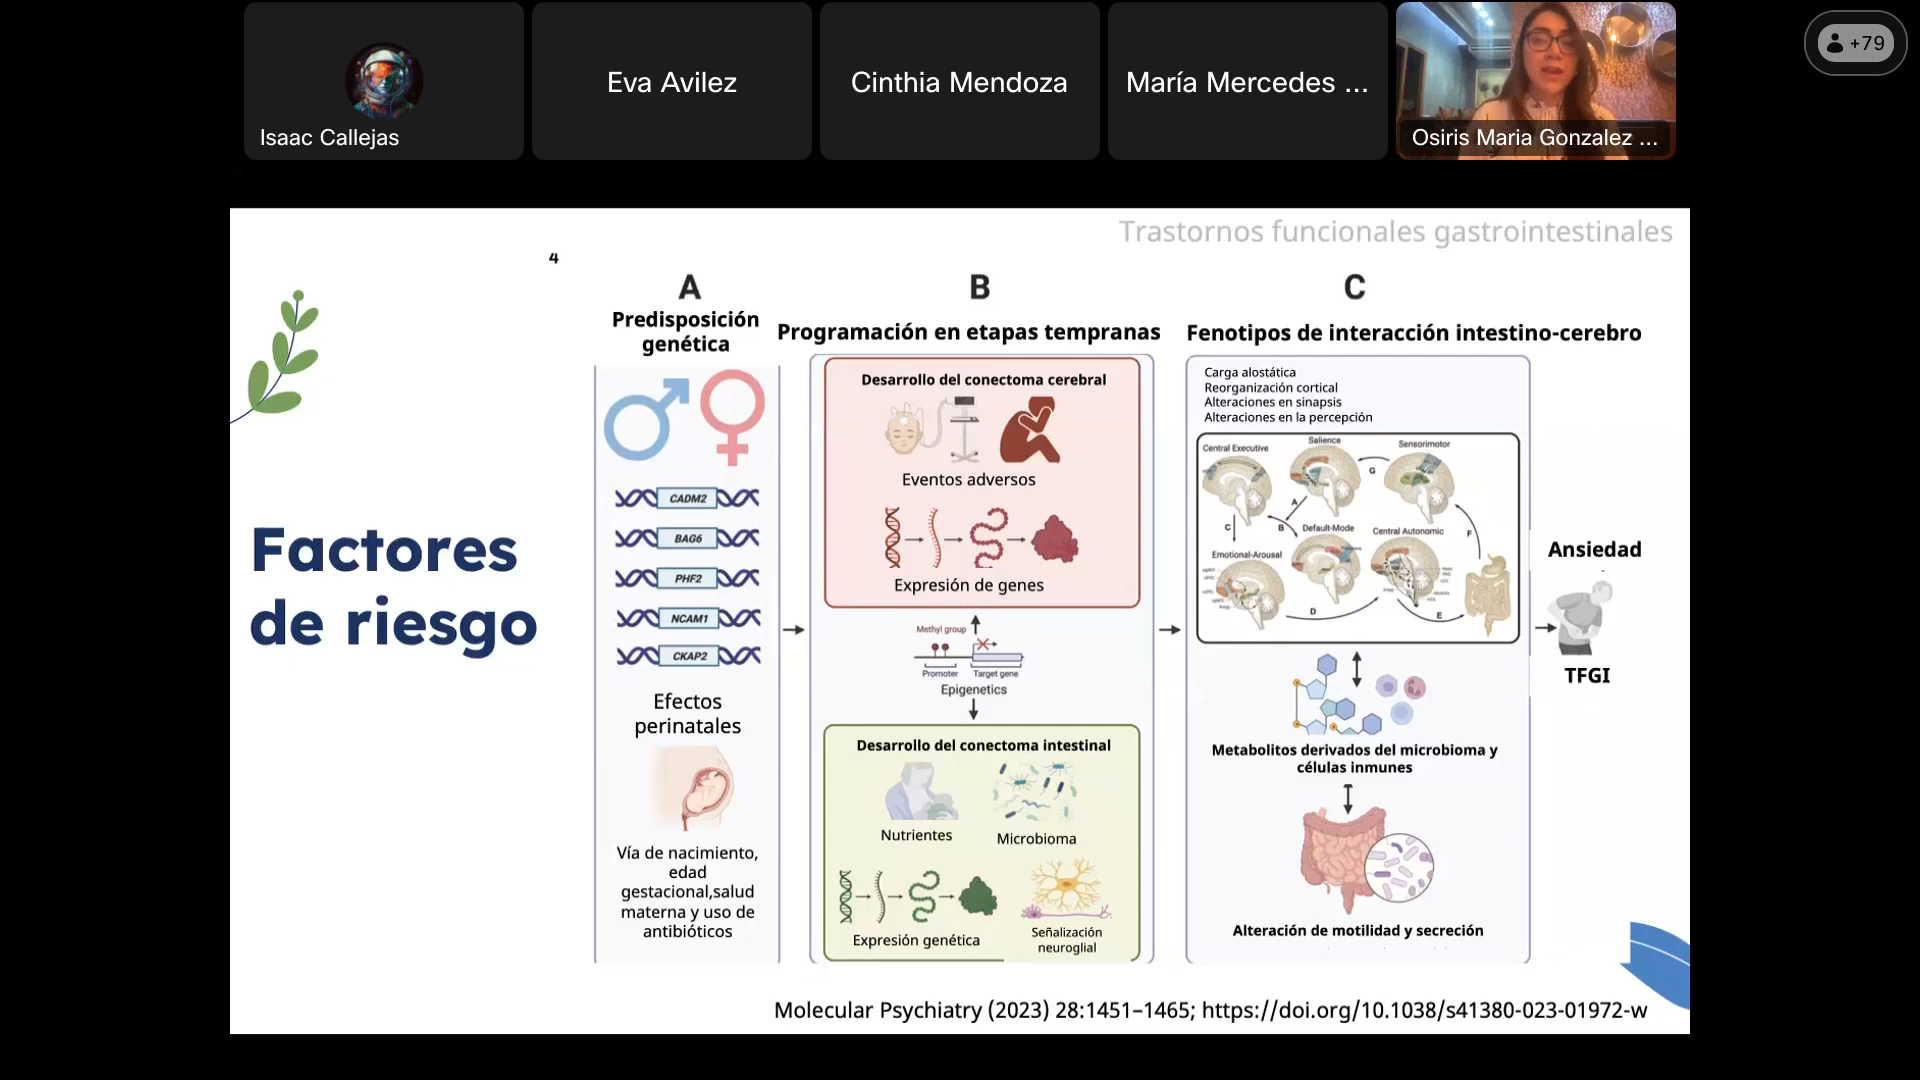 Isaac Callejas
Eva Avilez
Cinthia Mendoza
María Mercedes ...
Osiris Maria Gonzalez ...
+79
Trastornos funcionales gastrointestinales
4
Factores
de riesgo
A
Predisposición
genética
CADM2
BAG6
PHF2
NCAM1
CKAP2
Efectos
perinatales
Vía de nacimiento,
edad
gestacional,salud
materna y uso de
antibióticos
B
Programación en etapas tempranas
Desarrollo del conectoma cerebral
Eventos adversos
Expresión de genes
Methyl group
Promoter
Target gene
Epigenetics
Desarrollo del conectoma intestinal
Nutrientes
Microbioma
Expresión genética
Señalización
neuroglial
C
Fenotipos de interacción intestino-cerebro
Carga alostática
Reorganización cortical
Alteraciones en sinapsis
Alteraciones en la percepción
Central Executive
Salience
Sensorimotor
G
A
C
B
Default-Mode
Central Autonomic
F
Emotional-Arousal
D
E
Metabolitos derivados del microbioma y
células inmunes
Alteración de motilidad y secreción
Ansiedad
TFGI
Molecular Psychiatry (2023) 28:1451–1465; https://doi.org/10.1038/s41380-023-01972-w